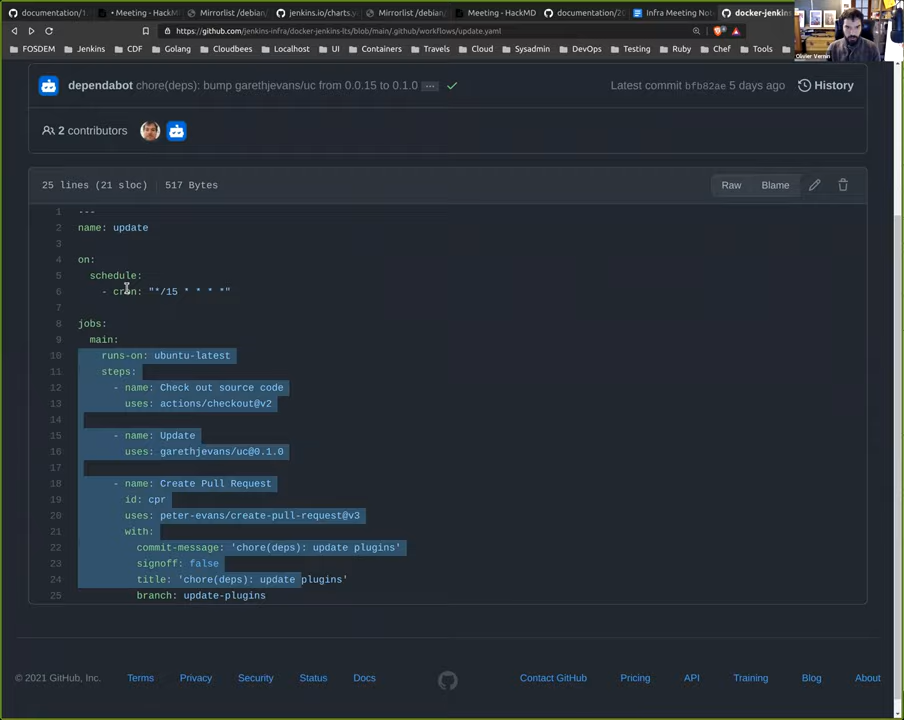 documentation/1.
• Meeting - HackMD
Mirrorlist /debian/
jenkins.io/charts.y
Mirrorlist /debian/
Meeting - HackMD
documentation/20
Infra Meeting Not
docker-jenki
https://github.com/jenkins-infra/docker-jenkins-lts/blob/main/.github/workflows/update.yaml
FOSDEM Jenkins CDF Golang Cloudbees Localhost UI Containers Travels Cloud Sysadmin DevOps Testing Ruby Chef Tools
Olivier Vernin
dependabot chore(deps): bump garethjevans/uc from 0.0.15 to 0.1.0 ... Latest commit bfb82ae 5 days ago History
2 contributors
25 lines (21 sloc) 517 Bytes Raw Blame
1 ---
2 name: update
3
4 on:
5 schedule:
6 - cron: "*/15 * * * *"
7
8 jobs:
9 main:
10 runs-on: ubuntu-latest
11 steps:
12 - name: Check out source code
13 uses: actions/checkout@v2
14
15 - name: Update
16 uses: garethjevans/uc@0.1.0
17
18 - name: Create Pull Request
19 id: cpr
20 uses: peter-evans/create-pull-request@v3
21 with:
22 commit-message: 'chore(deps): update plugins'
23 signoff: false
24 title: 'chore(deps): update plugins'
25 branch: update-plugins
© 2021 GitHub, Inc. Terms Privacy Security Status Docs Contact GitHub Pricing API Training Blog About